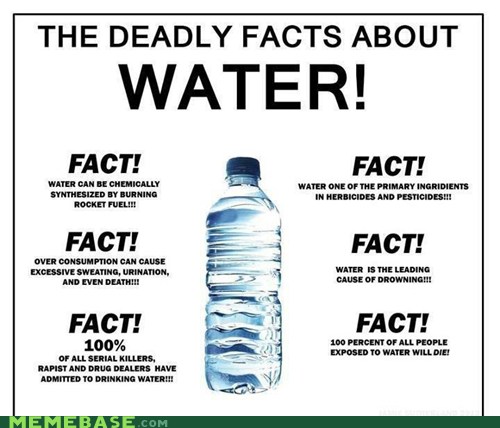 THE DEADLY FACTS ABOUT
WATER!
FACT!
WATER CAN BE CHEMICALLY
SYNTHESIZED BY BURNING
ROCKET FUEL!!!
FACT!
OVER CONSUMPTION CAN CAUSE
EXCESSIVE SWEATING, URINATION,
AND EVEN DEATH!!!
FACT!
100%
OF ALL SERIAL KILLERS,
RAPIST AND DRUG DEALERS HAVE
ADMITTED TO DRINKING WATER!!!
FACT!
WATER ONE OF THE PRIMARY INGRIDIENTS
IN HERBICIDES AND PESTICIDES!!!
FACT!
WATER IS THE LEADING
CAUSE OF DROWNING!!!
FACT!
100 PERCENT OF ALL PEOPLE
EXPOSED TO WATER WILL DIE!
MEMEBASE.com